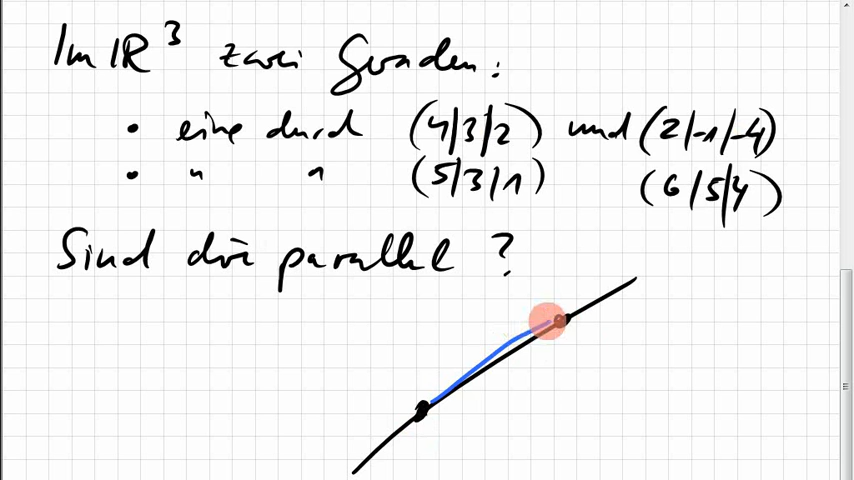 Im ℝ³ zwei Geraden:
• eine durch (4|3|2) und (2|-1|-4)
• " " (5|3|1) (6|5|4)
Sind die parallel ?